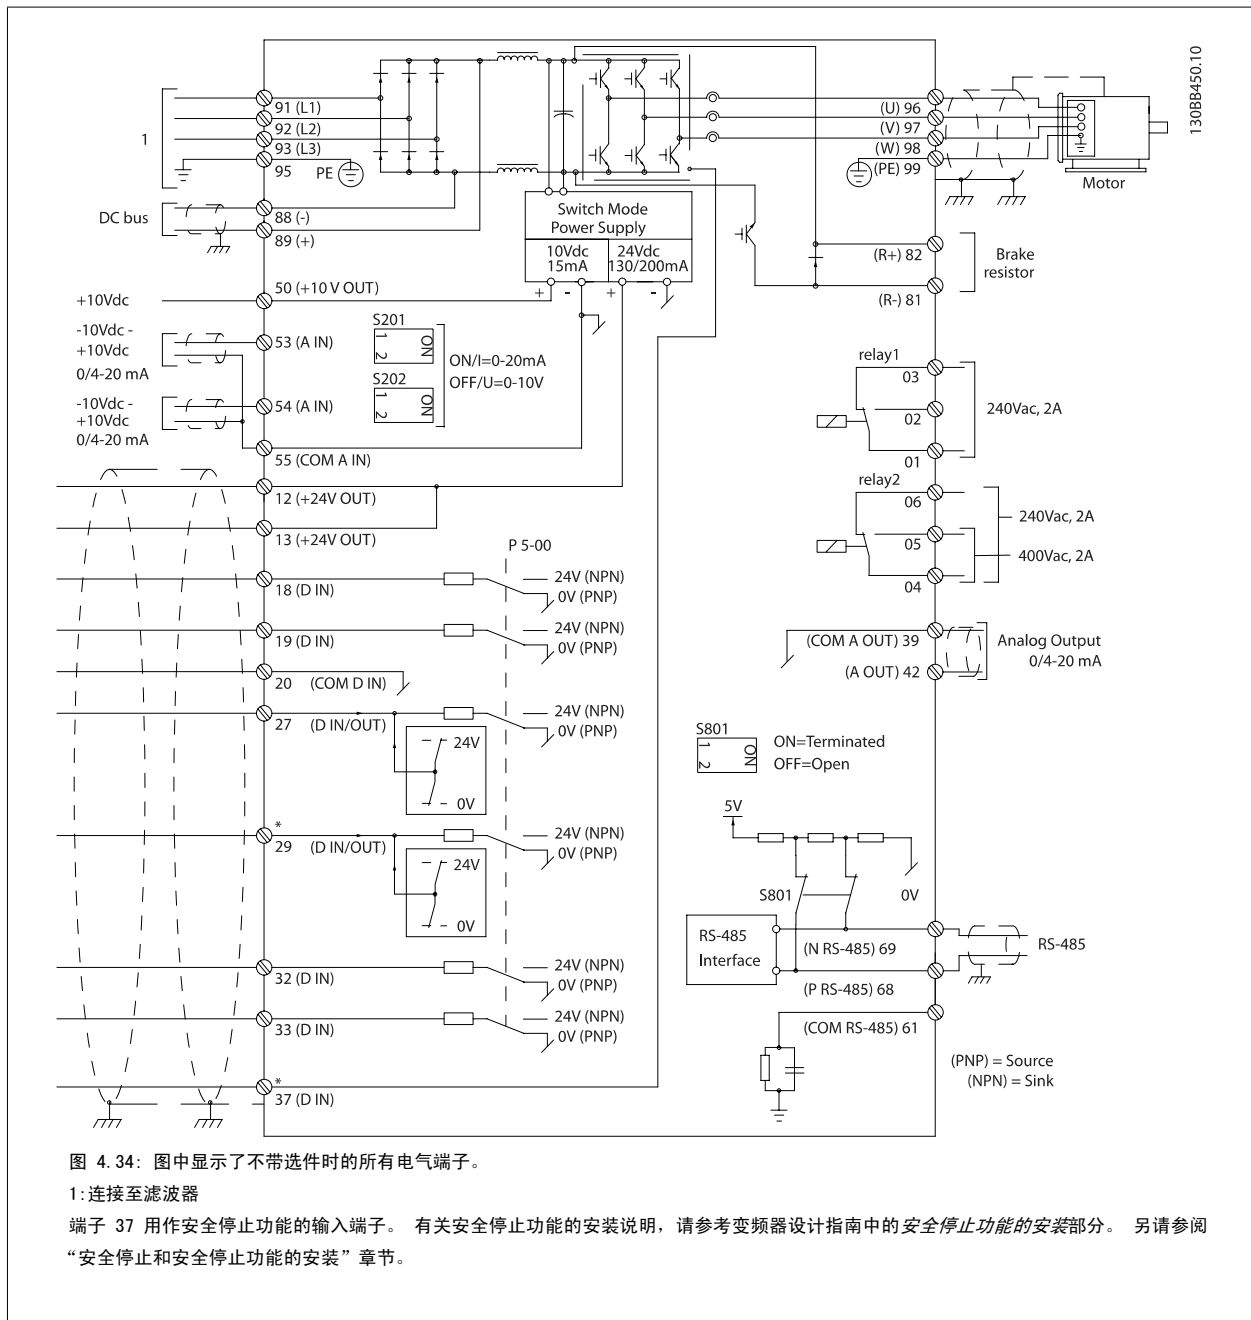 130BB450.10
1
91 (L1)
92 (L2)
93 (L3)
95
PE
DC bus
88 (-)
89 (+)
Switch Mode
Power Supply
10Vdc
15mA
24Vdc
130/200mA
+
-
+
-
(U) 96
(V) 97
(W) 98
(PE) 99
Motor
(R+) 82
Brake
resistor
(R-) 81
+10Vdc
50 (+10 V OUT)
-10Vdc -
+10Vdc
0/4-20 mA
53 (A IN)
S201
1
2
ON
S202
1
2
ON
ON/I=0-20mA
OFF/U=0-10V
-10Vdc -
+10Vdc
0/4-20 mA
54 (A IN)
55 (COM A IN)
12 (+24V OUT)
13 (+24V OUT)
relay1
03
02
01
240Vac, 2A
relay2
06
05
04
240Vac, 2A
400Vac, 2A
P 5-00
18 (D IN)
24V (NPN)
0V (PNP)
19 (D IN)
24V (NPN)
0V (PNP)
20 (COM D IN)
27 (D IN/OUT)
24V (NPN)
0V (PNP)
24V
0V
*
29 (D IN/OUT)
24V (NPN)
0V (PNP)
24V
0V
32 (D IN)
24V (NPN)
0V (PNP)
33 (D IN)
24V (NPN)
0V (PNP)
*
37 (D IN)
(COM A OUT) 39
(A OUT) 42
Analog Output
0/4-20 mA
S801
1
2
ON
ON=Terminated
OFF=Open
5V
S801
0V
RS-485
Interface
(N RS-485) 69
(P RS-485) 68
RS-485
(COM RS-485) 61
(PNP) = Source
(NPN) = Sink
图 4.34: 图中显示了不带选件时的所有电气端子。
1:连接至滤波器
端子 37 用作安全停止功能的输入端子。 有关安全停止功能的安装说明，请参考变频器设计指南中的安全停止功能的安装部分。 另请参阅
“安全停止和安全停止功能的安装”章节。